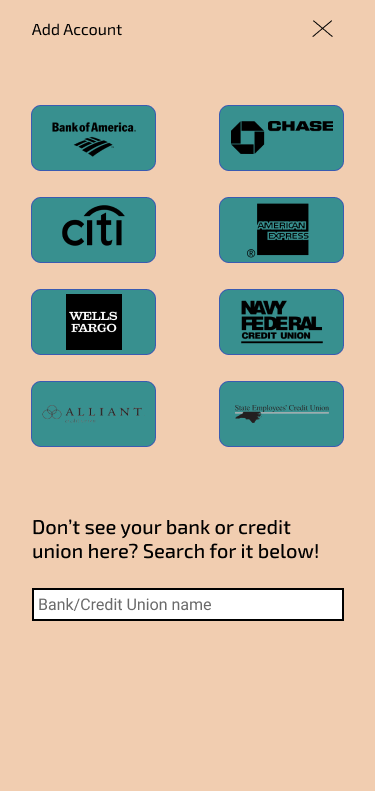 Add Account
Bank of America.
CHASE
citi
AMERICAN
EXPRESS
®
WELLS
FARGO
NAVY
FEDERAL
CREDIT UNION
ALLIANT
State Employees' Credit Union
Don't see your bank or credit
union here? Search for it below!
Bank/Credit Union name